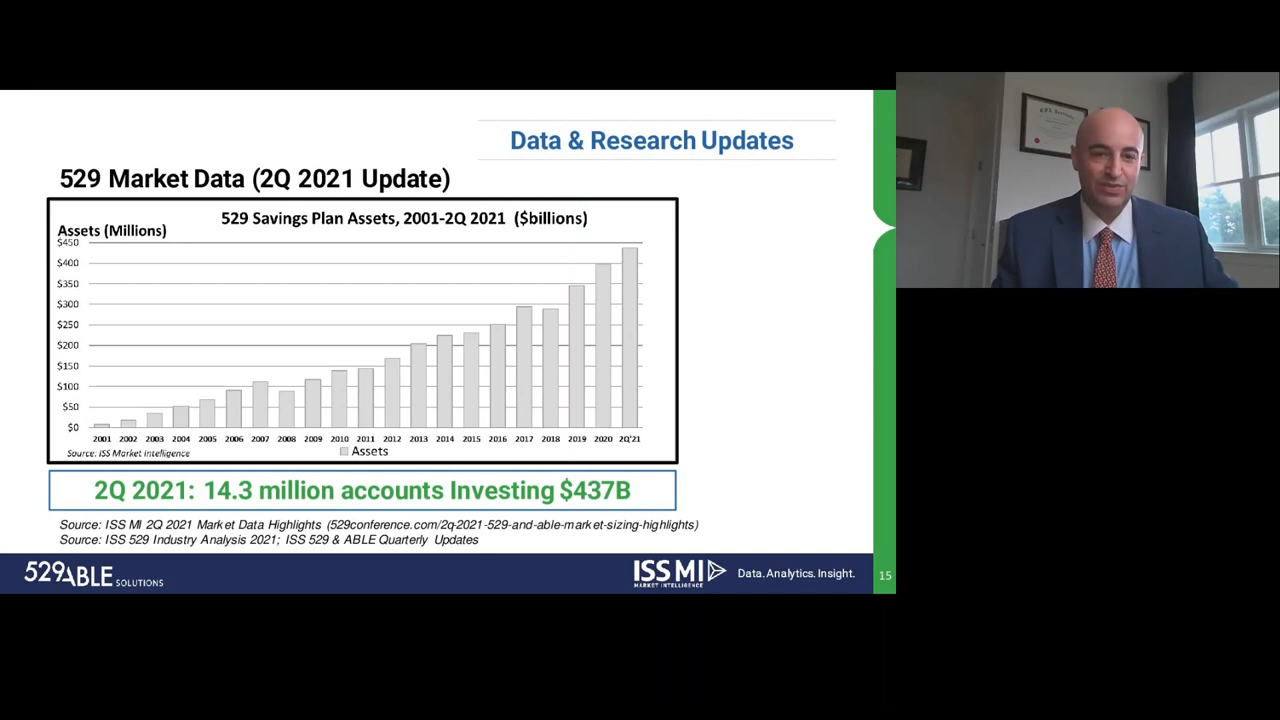 Data & Research Updates
529 Market Data (2Q 2021 Update)
529 Savings Plan Assets, 2001-2Q 2021 ($billions)
Assets (Millions)
$450
$400
$350
$300
$250
$200
$150
$100
$50
$0
2001 2002 2003 2004 2005 2006 2007 2008 2009 2010 2011 2012 2013 2014 2015 2016 2017 2018 2019 2020 2Q'21
Source: ISS Market Intelligence
Assets
2Q 2021: 14.3 million accounts Investing $437B
Source: ISS MI 2Q 2021 Market Data Highlights (529conference.com/2q-2021-529-and-able-market-sizing-highlights)
Source: ISS 529 Industry Analysis 2021; ISS 529 & ABLE Quarterly Updates
529ABLE SOLUTIONS
ISS MI
MARKET INTELLIGENCE
Data. Analytics. Insight.
15